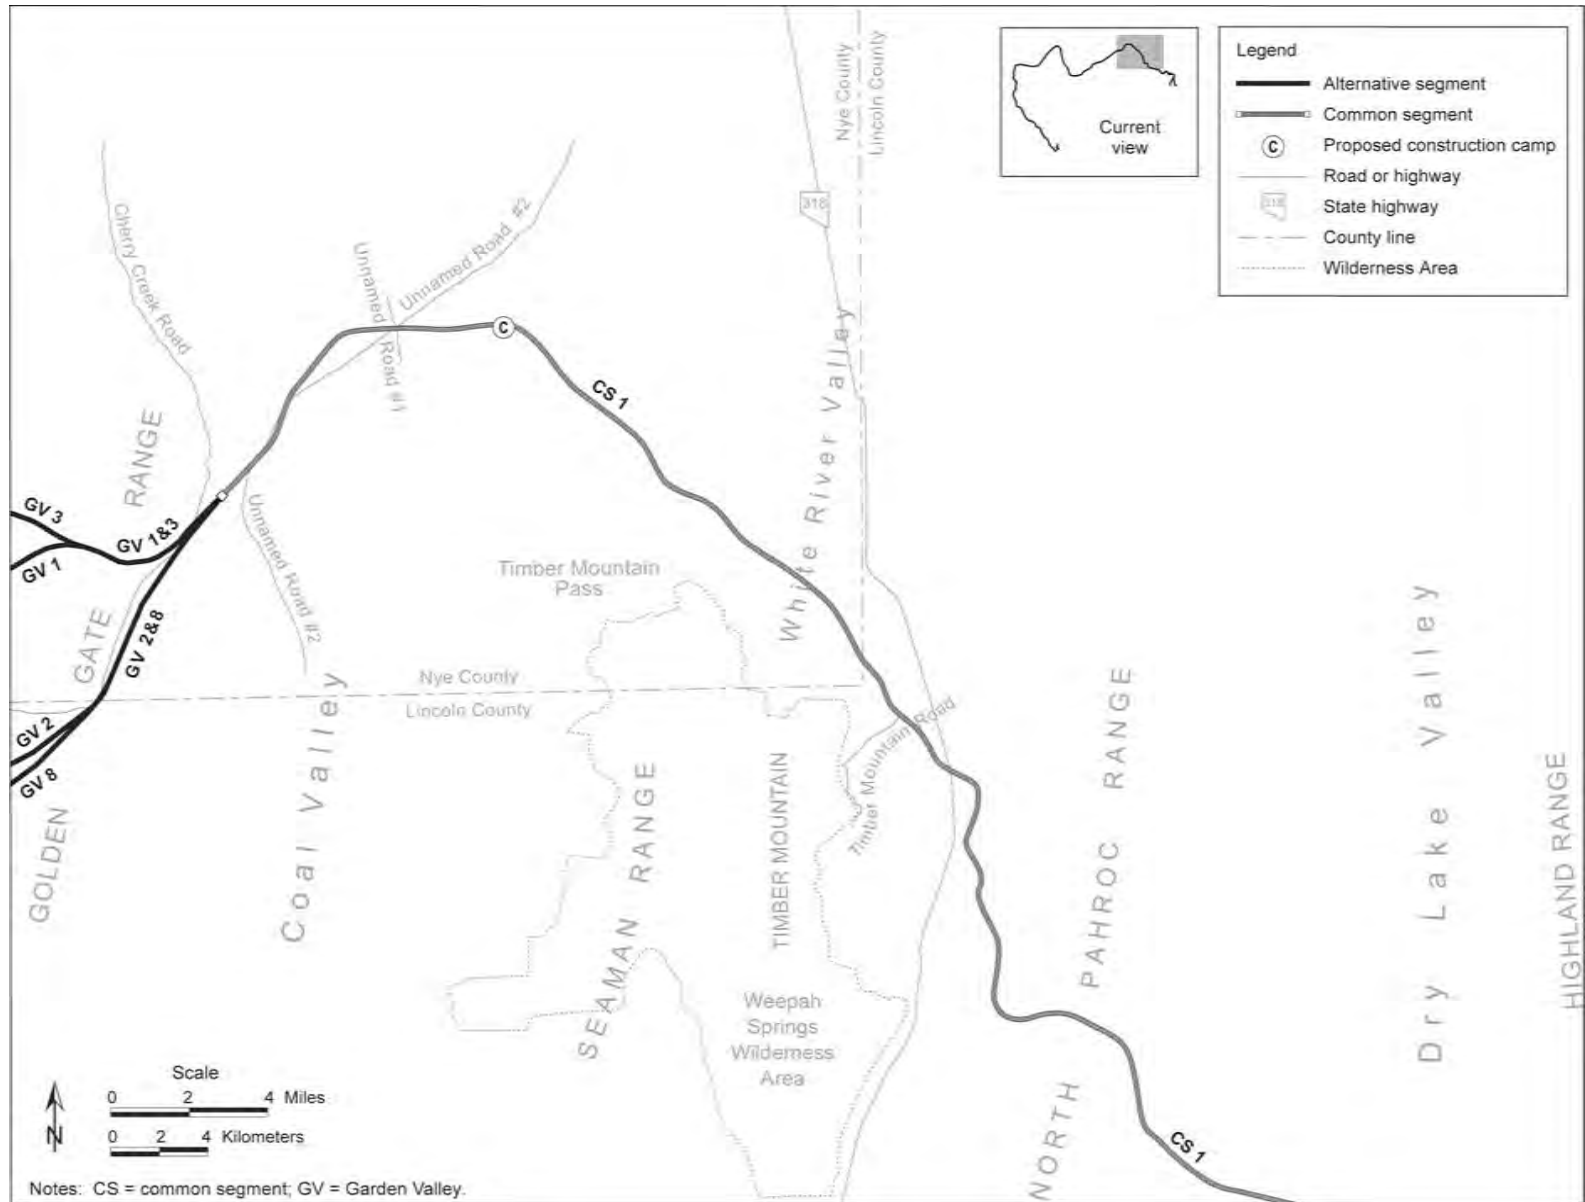 Nye County
Lincoln County
318
Current
view
Legend
Alternative segment
Common segment
C Proposed construction camp
Road or highway
318 State highway
County line
Wilderness Area
Cherry Creek Road
Unnamed Road #1
Unnamed Road #2
C
CS 1
White River Valley
GOLDEN GATE RANGE
GV 3
GV 1
GV 1&3
GV 2&8
GV 2
GV 8
Unnamed Road #2
Timber Mountain
Pass
Nye County
Lincoln County
Coal Valley
SEAMAN RANGE
TIMBER MOUNTAIN
Timber Mountain Road
Weepah
Springs
Wilderness
Area
NORTH PAHROC RANGE
Dry Lake Valley
HIGHLAND RANGE
CS 1
Scale
0 2 4 Miles
0 2 4 Kilometers
N
Notes: CS = common segment; GV = Garden Valley.